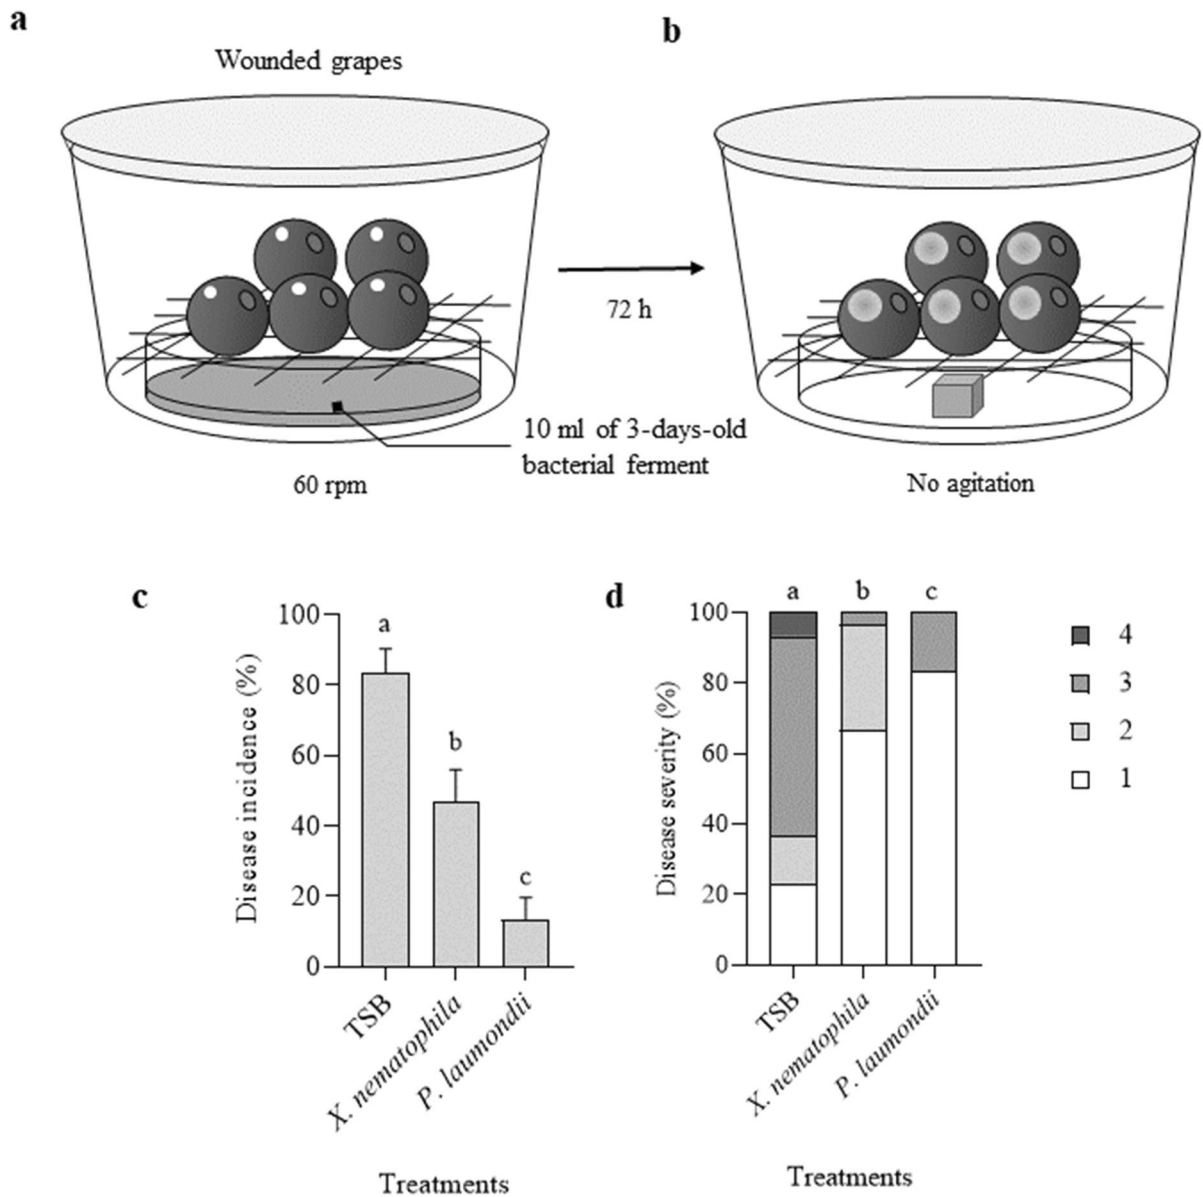 a
b
Wounded grapes
72 h
10 ml of 3-days-old
bacterial ferment
60 rpm
No agitation
c
Disease incidence (%)
100
80
60
40
20
0
a
b
c
TSB
X. nematophila
P. laumondii
Treatments
d
Disease severity (%)
100
80
60
40
20
0
a
b
c
TSB
X. nematophila
P. laumondii
Treatments
4
3
2
1